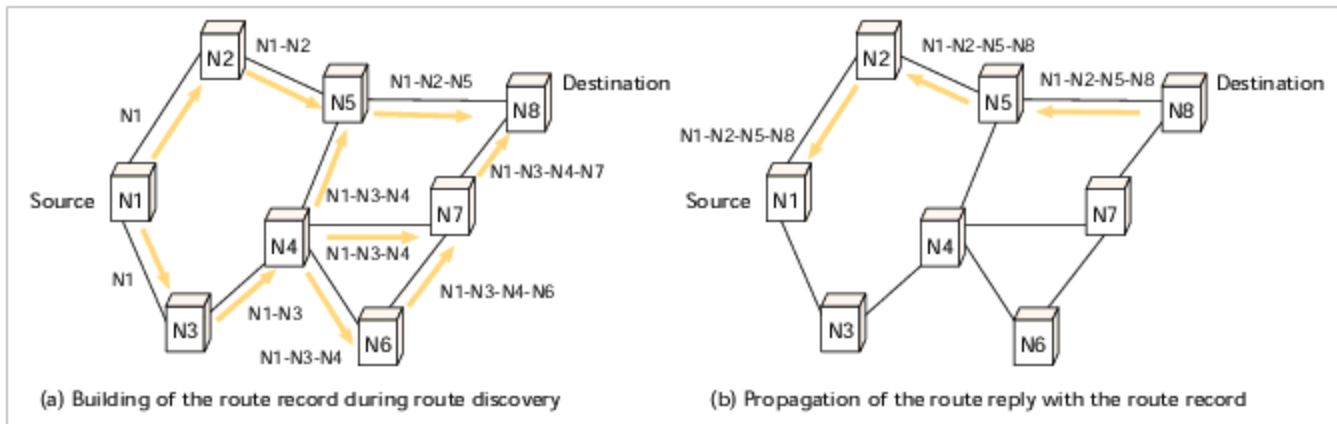 N2
N1-N2
N5
N1-N2-N5
N8
Destination
N1
N1
Source
N1-N3-N4
N1-N3-N4-N7
N7
N4
N1-N3-N4
N1
N1-N3-N4-N6
N3
N1-N3
N1-N3-N4
N6
(a) Building of the route record during route discovery
N2
N1-N2-N5-N8
N5
N1-N2-N5-N8
N8
Destination
N1-N2-N5-N8
Source
N1
N7
N4
N3
N6
(b) Propagation of the route reply with the route record